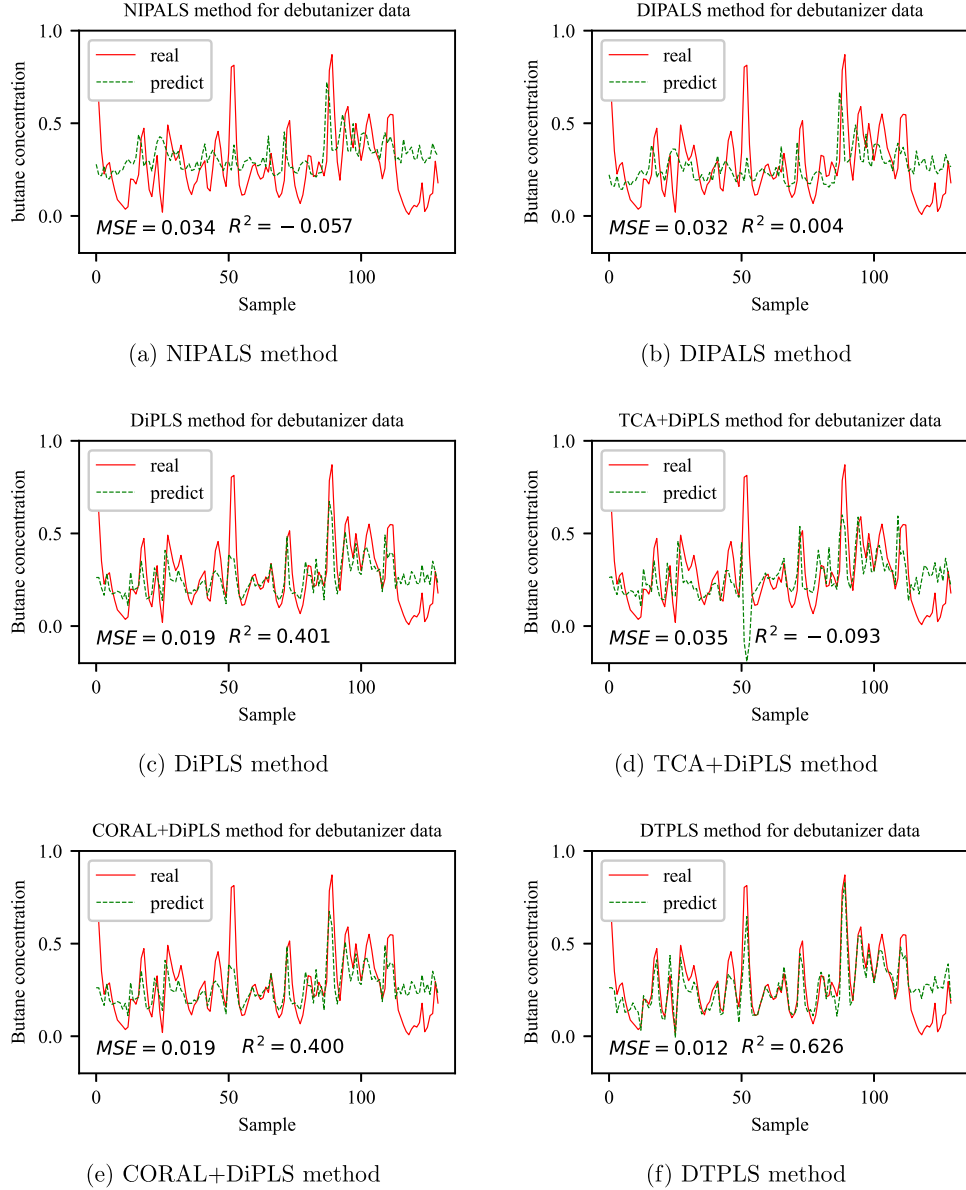 NIPALS method for debutanizer data
1.0
real
predict
0.5
0.0
butane concentration
MSE = 0.034 R² = − 0.057
0 50 100
Sample
(a) NIPALS method
DIPALS method for debutanizer data
1.0
real
predict
0.5
0.0
Butane concentration
MSE = 0.032 R² = 0.004
0 50 100
Sample
(b) DIPALS method
DiPLS method for debutanizer data
1.0
real
predict
0.5
0.0
Butane concentration
MSE = 0.019 R² = 0.401
0 50 100
Sample
(c) DiPLS method
TCA+DiPLS method for debutanizer data
1.0
real
predict
0.5
0.0
Butane concentration
MSE = 0.035 R² = − 0.093
0 50 100
Sample
(d) TCA+DiPLS method
CORAL+DiPLS method for debutanizer data
1.0
real
predict
0.5
0.0
Butane concentration
MSE = 0.019 R² = 0.400
0 50 100
Sample
(e) CORAL+DiPLS method
DTPLS method for debutanizer data
1.0
real
predict
0.5
0.0
Butane concentration
MSE = 0.012 R² = 0.626
0 50 100
Sample
(f) DTPLS method